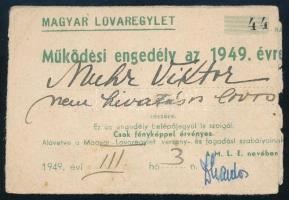 MAGYAR LOVAREGYLET
44
Működési engedély az 1949. évre
Muhr Viktor
nem hivatásos lovas
részére.
Ez az engedély belépőjegyül is szolgál.
Csak fényképpel érvényes.
Alávetve a Magyar Lovaregylet verseny- és fogadási szabályainak
M. L. E. nevében
1949. évi III. hó 3 n.